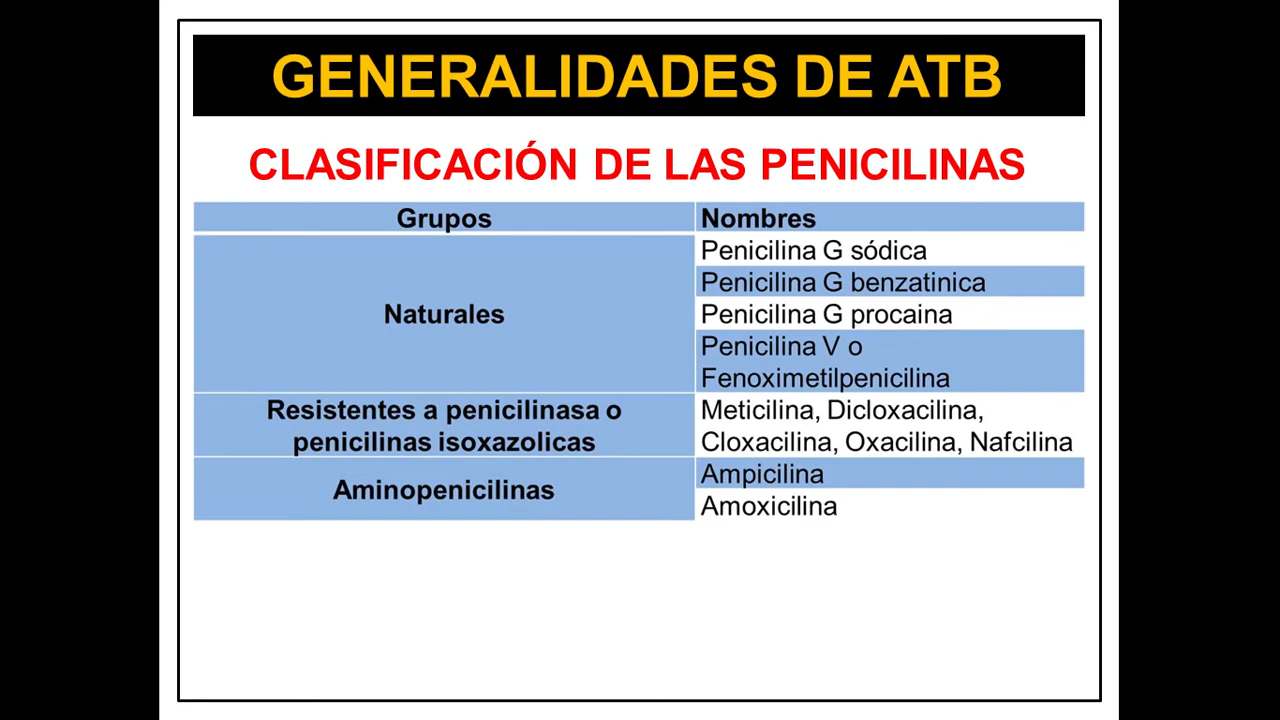 GENERALIDADES DE ATB
CLASIFICACIÓN DE LAS PENICILINAS
Grupos
Nombres
Naturales
Penicilina G sódica
Penicilina G benzatinica
Penicilina G procaina
Penicilina V o
Fenoximetilpenicilina
Resistentes a penicilinasa o
penicilinas isoxazolicas
Meticilina, Dicloxacilina,
Cloxacilina, Oxacilina, Nafcilina
Aminopenicilinas
Ampicilina
Amoxicilina